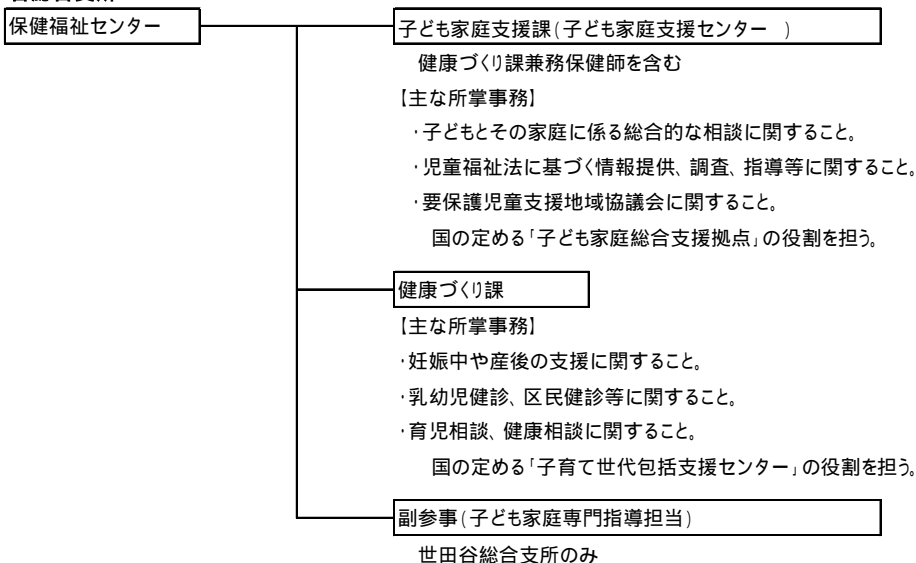 保健福祉センター
子ども家庭支援課(子ども家庭支援センター　)
健康づくり課兼務保健師を含む
【主な所掌事務】
・子どもとその家庭に係る総合的な相談に関すること。
・児童福祉法に基づく情報提供、調査、指導等に関すること。
・要保護児童支援地域協議会に関すること。
国の定める「子ども家庭総合支援拠点」の役割を担う。
健康づくり課
【主な所掌事務】
・妊娠中や産後の支援に関すること。
・乳幼児健診、区民健診等に関すること。
・育児相談、健康相談に関すること。
国の定める「子育て世代包括支援センター」の役割を担う。
副参事(子ども家庭専門指導担当)
世田谷総合支所のみ